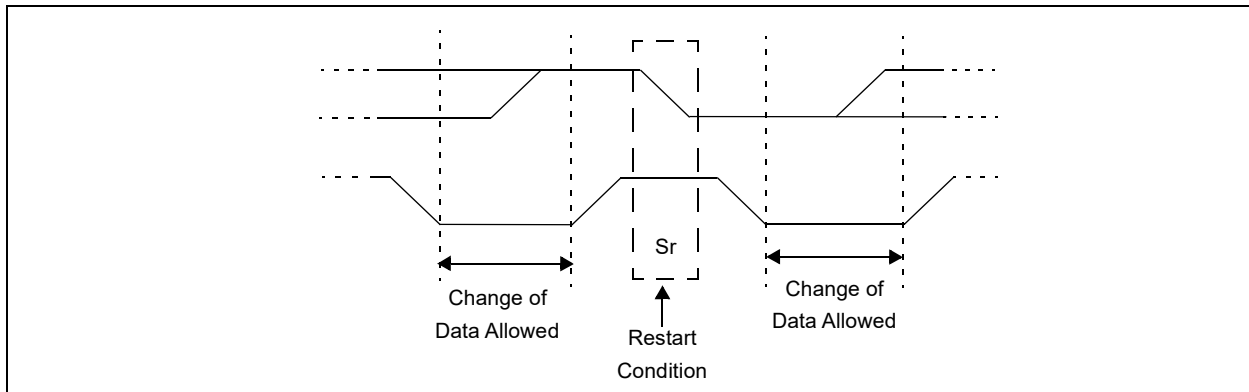 Sr
Change of
Data Allowed
Restart
Condition
Change of
Data Allowed